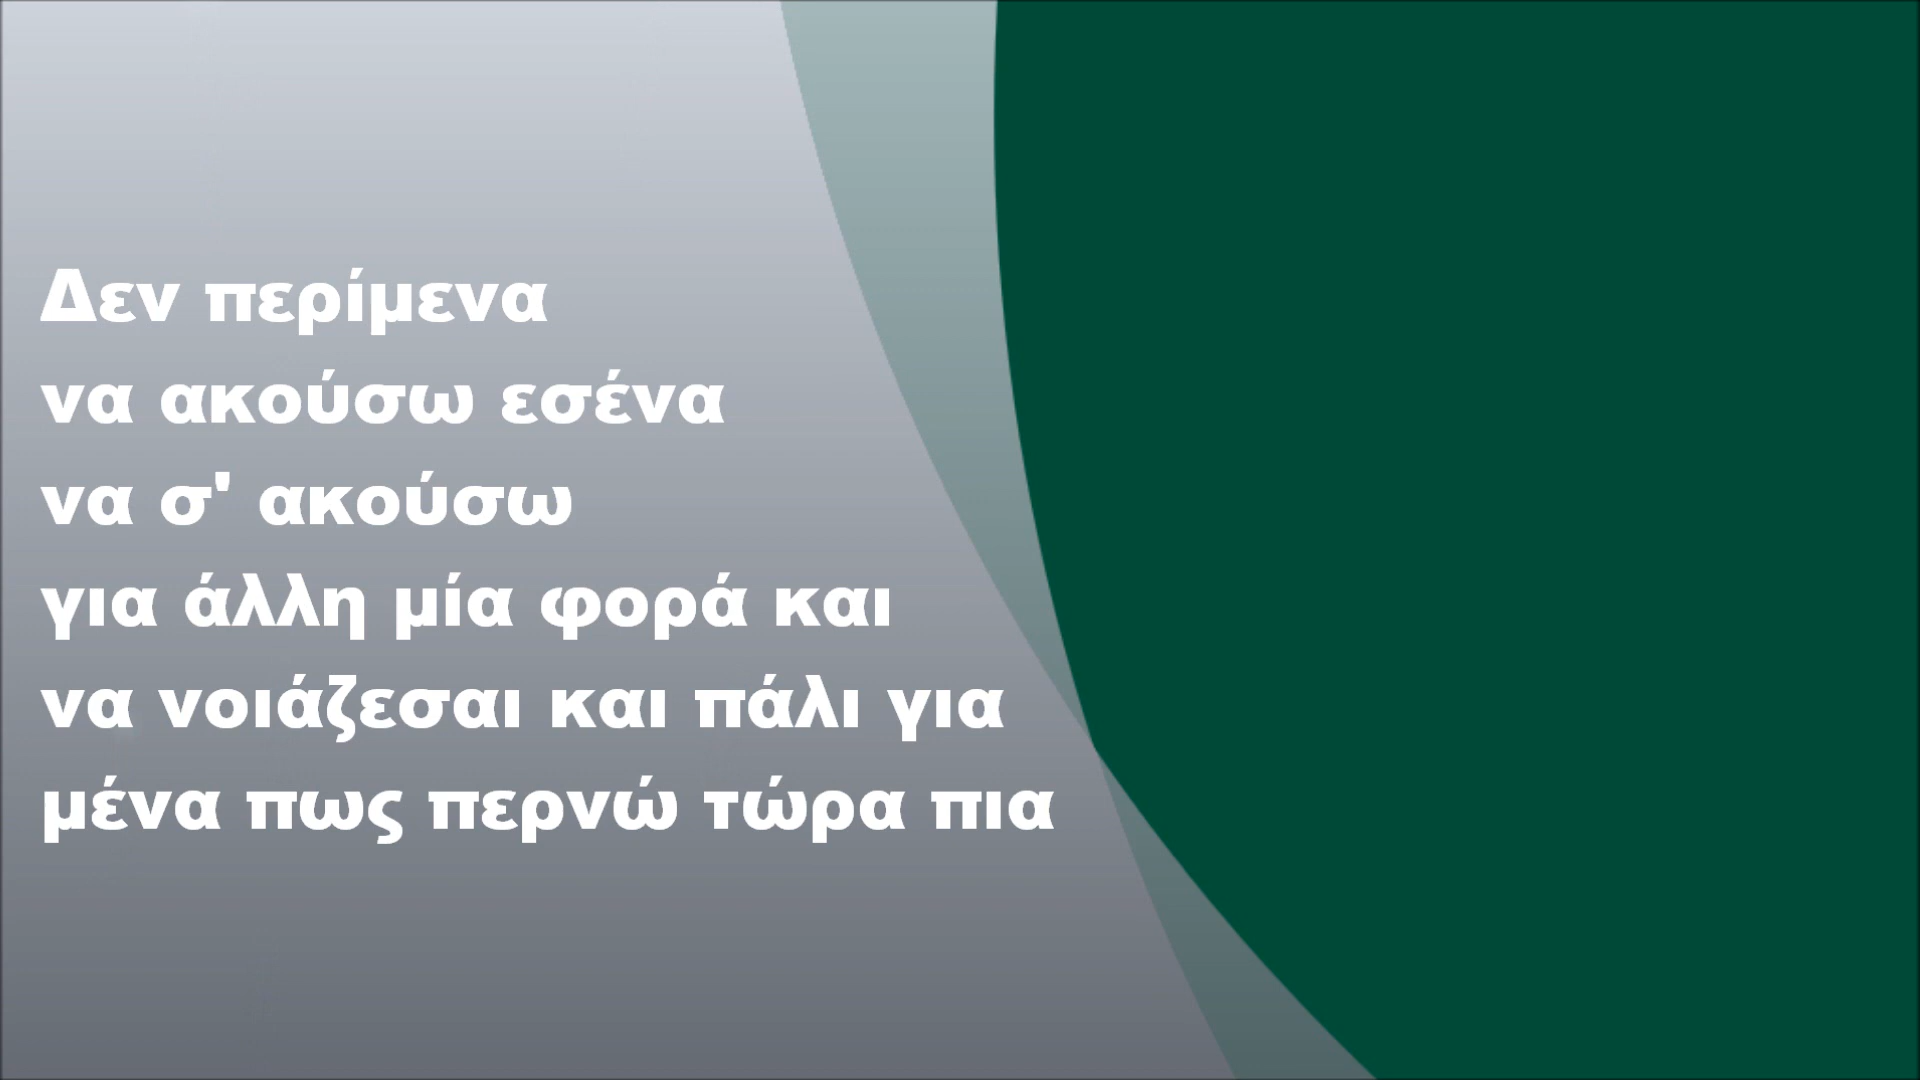 Δεν περίμενα
να ακούσω εσένα
να σ' ακούσω
για άλλη μία φορά και
να νοιάζεσαι και πάλι για
μένα πως περνώ τώρα πια